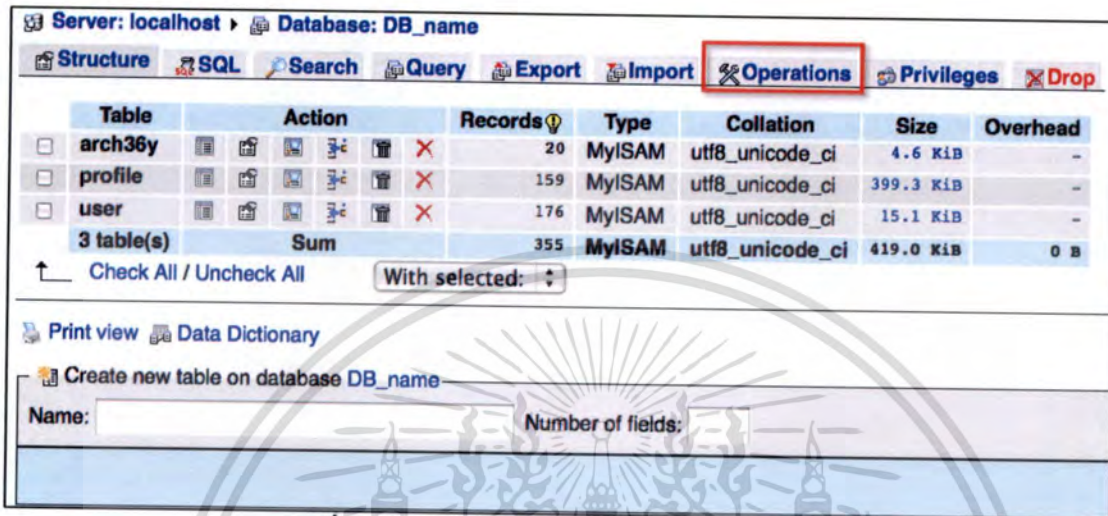 Server: localhost ▸ Database: DB_name
Structure SQL Search Query Export Import Operations Privileges Drop
Table Action Records Type Collation Size Overhead
arch36y 20 MyISAM utf8_unicode_ci 4.6 KiB -
profile 159 MyISAM utf8_unicode_ci 399.3 KiB -
user 176 MyISAM utf8_unicode_ci 15.1 KiB -
3 table(s) Sum 355 MyISAM utf8_unicode_ci 419.0 KiB 0 B
Check All / Uncheck All With selected:
Print view Data Dictionary
Create new table on database DB_name
Name: Number of fields: